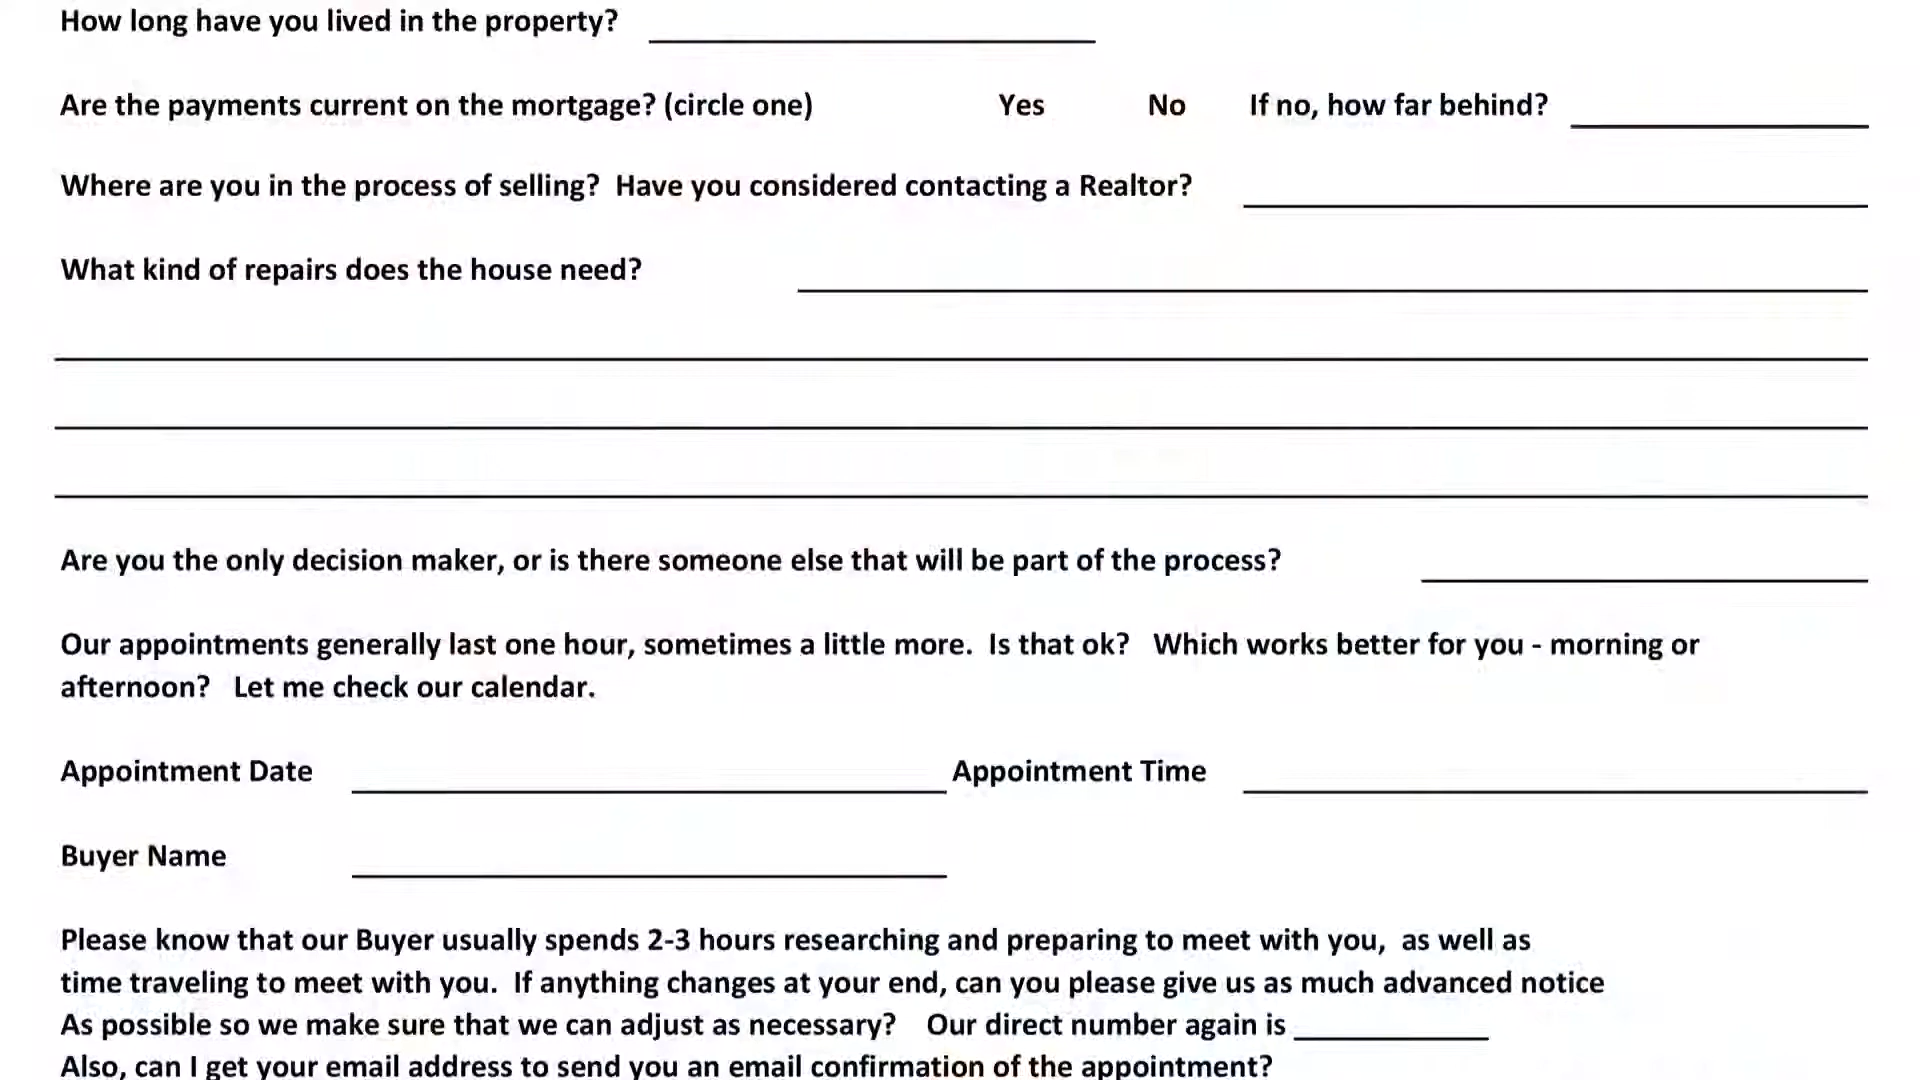 How long have you lived in the property?
Are the payments current on the mortgage? (circle one) Yes No If no, how far behind?
Where are you in the process of selling? Have you considered contacting a Realtor?
What kind of repairs does the house need?
Are you the only decision maker, or is there someone else that will be part of the process?
Our appointments generally last one hour, sometimes a little more. Is that ok? Which works better for you - morning or
afternoon? Let me check our calendar.
Appointment Date Appointment Time
Buyer Name
Please know that our Buyer usually spends 2-3 hours researching and preparing to meet with you, as well as
time traveling to meet with you. If anything changes at your end, can you please give us as much advanced notice
As possible so we make sure that we can adjust as necessary? Our direct number again is
Also, can I get your email address to send you an email confirmation of the appointment?